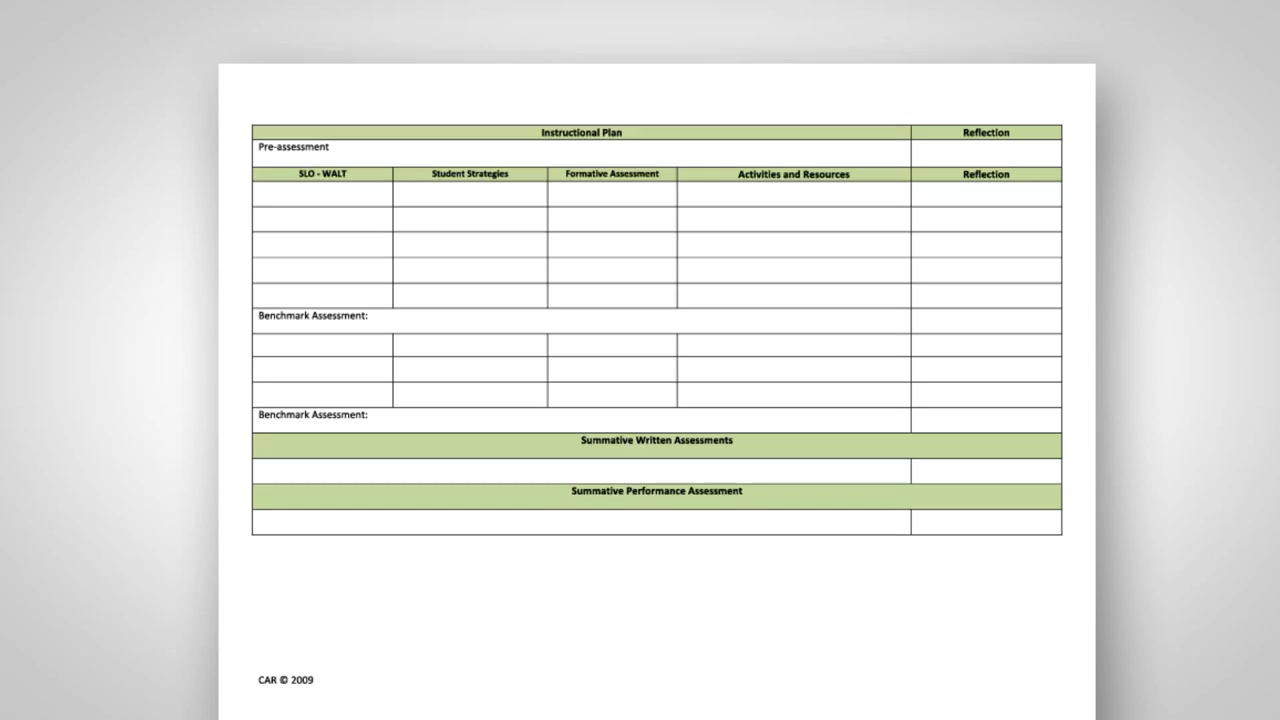 Instructional Plan Reflection
Pre-assessment
SLO - WALT Student Strategies Formative Assessment Activities and Resources Reflection
Benchmark Assessment:
Benchmark Assessment:
Summative Written Assessments
Summative Performance Assessment
CAR © 2009